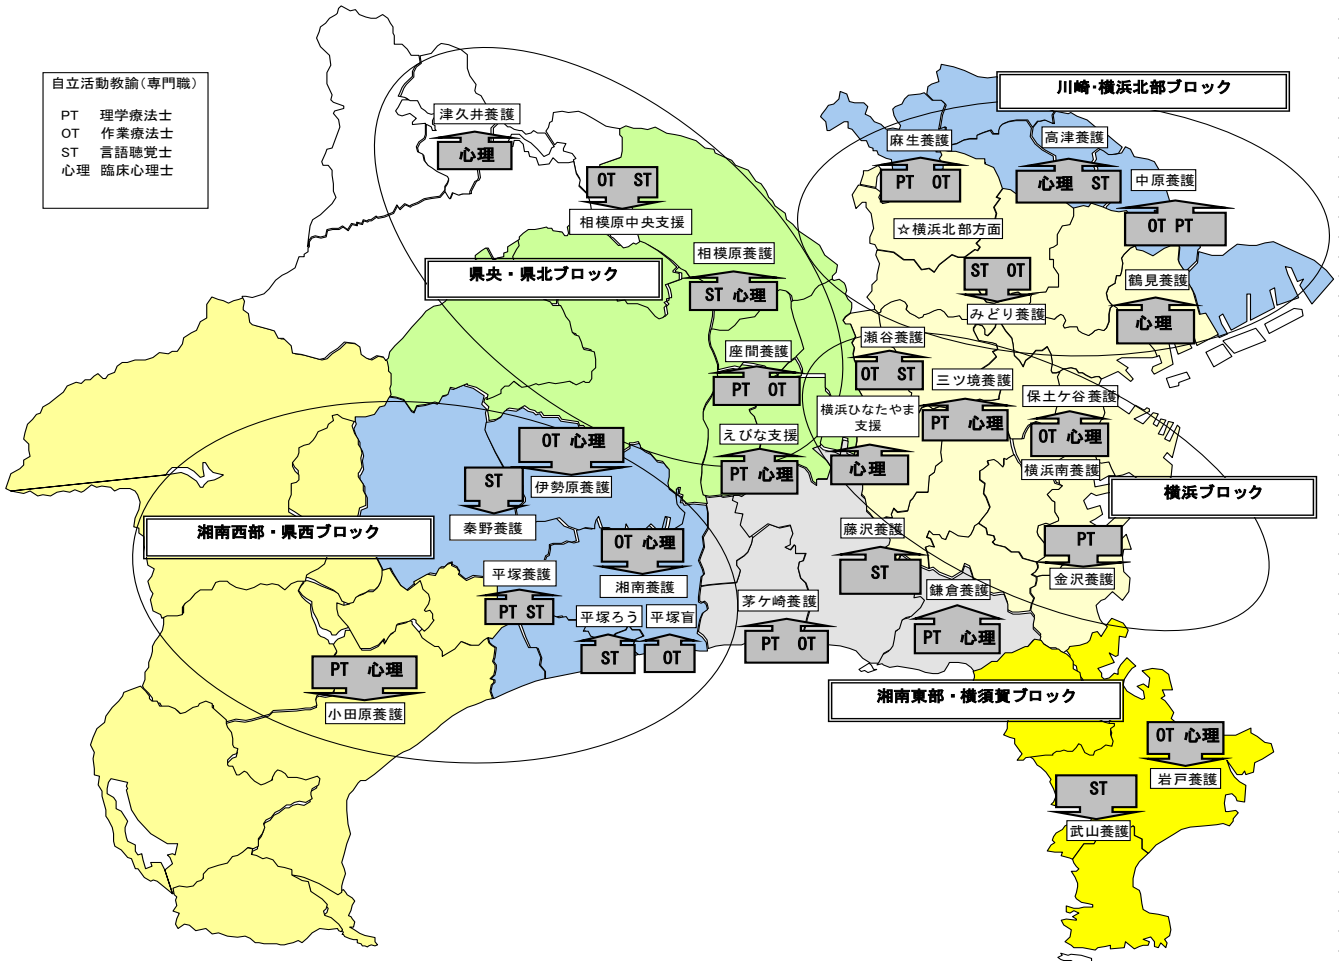 自立活動教諭（専門職）
PT 理学療法士
OT 作業療法士
ST 言語聴覚士
心理 臨床心理士
川崎･横浜北部ブロック
津久井養護
心理
麻生養護
PT OT
高津養護
心理 ST
中原養護
OT PT
OT ST
相模原中央支援
☆横浜北部方面
県央・県北ブロック
相模原養護
ST 心理
ST OT
みどり養護
鶴見養護
心理
瀬谷養護
OT ST
座間養護
PT OT
三ツ境養護
PT 心理
保土ケ谷養護
OT 心理
横浜南養護
横浜ひなたやま
支援
心理
えびな支援
PT 心理
横浜ブロック
OT 心理
伊勢原養護
ST
秦野養護
湘南西部・県西ブロック
OT 心理
湘南養護
藤沢養護
ST
PT
金沢養護
平塚養護
PT ST
平塚ろう
ST
平塚盲
OT
茅ケ崎養護
PT OT
鎌倉養護
PT 心理
PT 心理
小田原養護
湘南東部・横須賀ブロック
OT 心理
岩戸養護
ST
武山養護